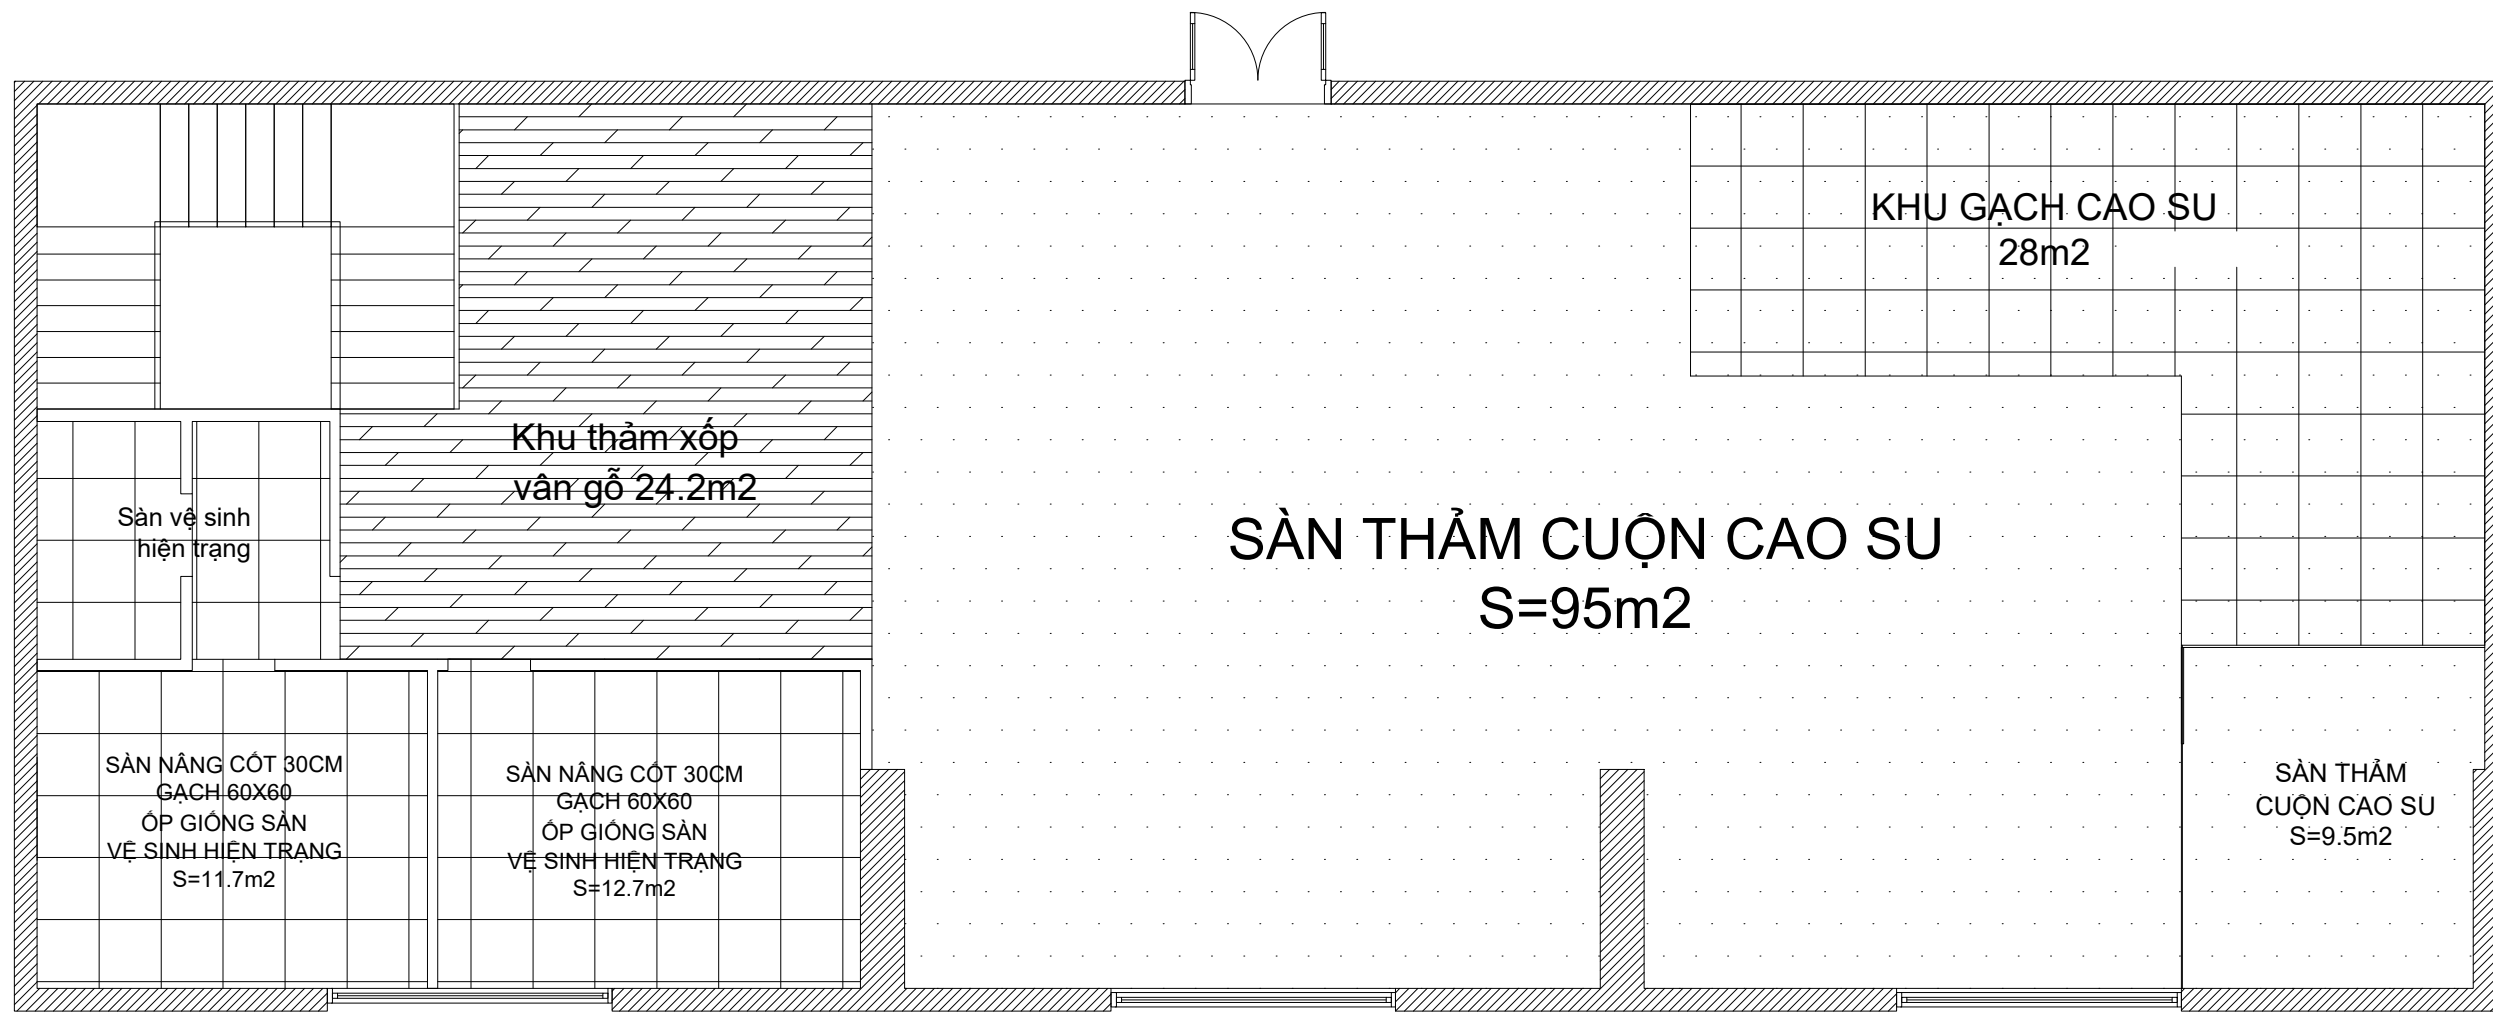 KHU GẠCH CAO SU
28m2
Khu thảm xốp
vân gỗ 24.2m2
Sàn vệ sinh
hiện trạng
SÀN THẢM CUỘN CAO SU
S=95m2
SÀN NÂNG CỐT 30CM
GẠCH 60X60
ỐP GIỐNG SÀN
VỆ SINH HIỆN TRẠNG
S=11.7m2
SÀN NÂNG CỐT 30CM
GẠCH 60X60
ỐP GIỐNG SÀN
VỆ SINH HIỆN TRẠNG
S=12.7m2
SÀN THẢM
CUỘN CAO SU
S=9.5m2